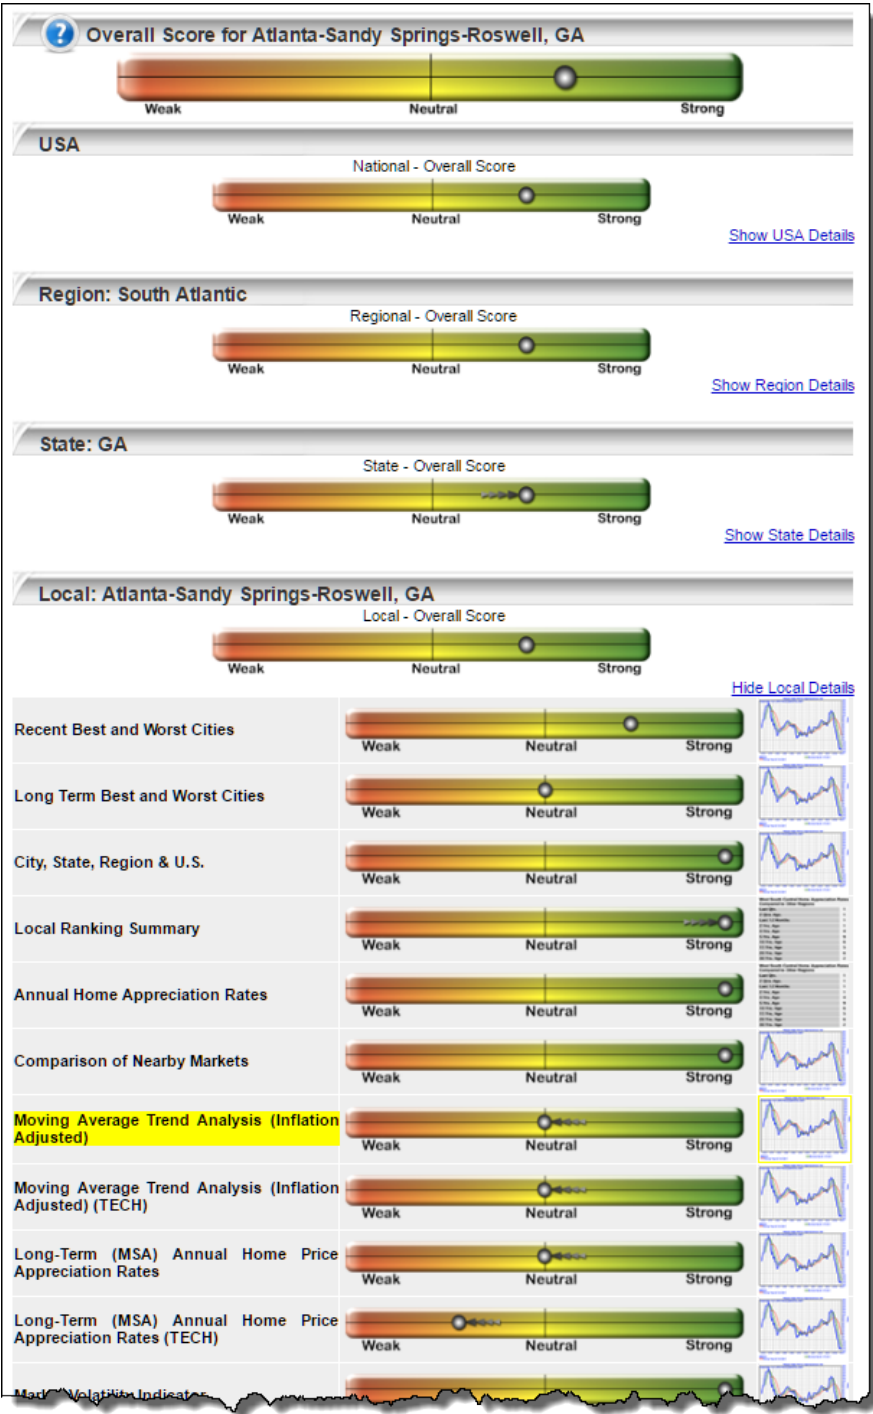 ? Overall Score for Atlanta-Sandy Springs-Roswell, GA
Weak Neutral Strong
USA
National - Overall Score
Weak Neutral Strong
Show USA Details
Region: South Atlantic
Regional - Overall Score
Weak Neutral Strong
Show Region Details
State: GA
State - Overall Score
Weak Neutral Strong
Show State Details
Local: Atlanta-Sandy Springs-Roswell, GA
Local - Overall Score
Weak Neutral Strong
Hide Local Details
Recent Best and Worst Cities
Weak Neutral Strong
Long Term Best and Worst Cities
Weak Neutral Strong
City, State, Region & U.S.
Weak Neutral Strong
Local Ranking Summary
Weak Neutral Strong
Annual Home Appreciation Rates
Weak Neutral Strong
Comparison of Nearby Markets
Weak Neutral Strong
Moving Average Trend Analysis (Inflation
Adjusted)
Weak Neutral Strong
Moving Average Trend Analysis (Inflation
Adjusted) (TECH)
Weak Neutral Strong
Long-Term (MSA) Annual Home Price
Appreciation Rates
Weak Neutral Strong
Long-Term (MSA) Annual Home Price
Appreciation Rates (TECH)
Weak Neutral Strong
Market Volatility Indicator